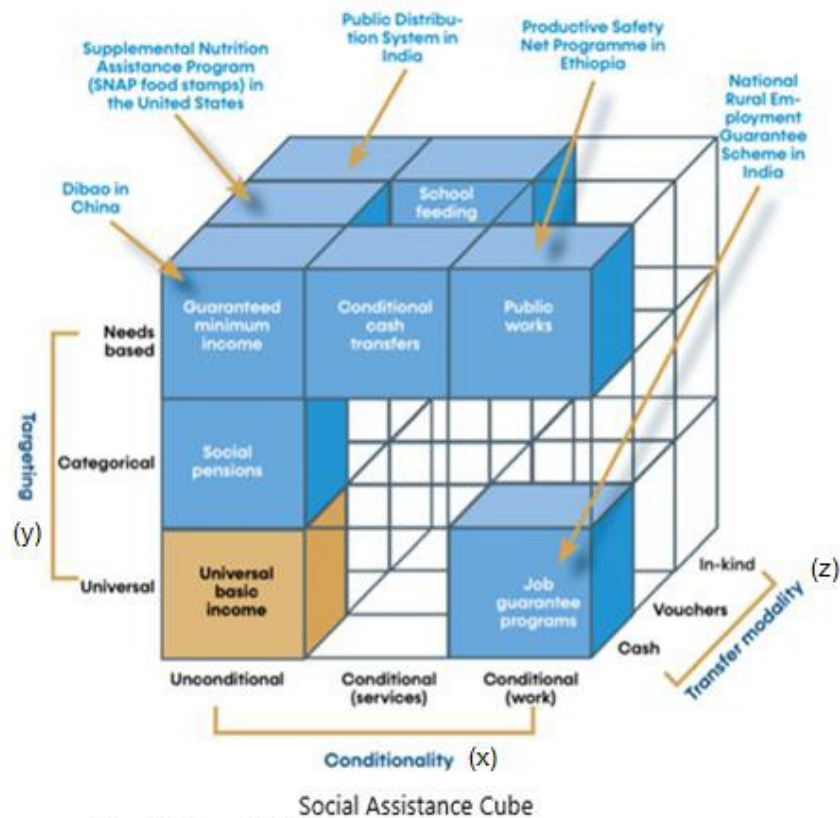 Public Distribu-
tion System in
India
Productive Safety
Net Programme in
Ethiopia
Supplemental Nutrition
Assistance Program
(SNAP food stamps) in
the United States
National
Rural Em-
ployment
Guarantee
Scheme in
India
Dibao in
China
School
feeding
Guaranteed
minimum
income
Conditional
cash
transfers
Public
works
Needs
based
Social
pensions
Categorical
Targeting
(y)
Universal
Universal
basic
income
Job
guarantee
programs
In-kind
Vouchers
Cash
Transfer modality
(z)
Unconditional
Conditional
(services)
Conditional
(work)
Conditionality (x)
Social Assistance Cube